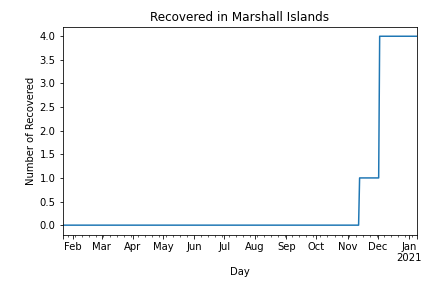 Recovered in Marshall Islands
4.0
3.5
3.0
2.5
2.0
1.5
1.0
0.5
0.0
Number of Recovered
Feb Mar Apr May Jun Jul Aug Sep Oct Nov Dec Jan
2021
Day